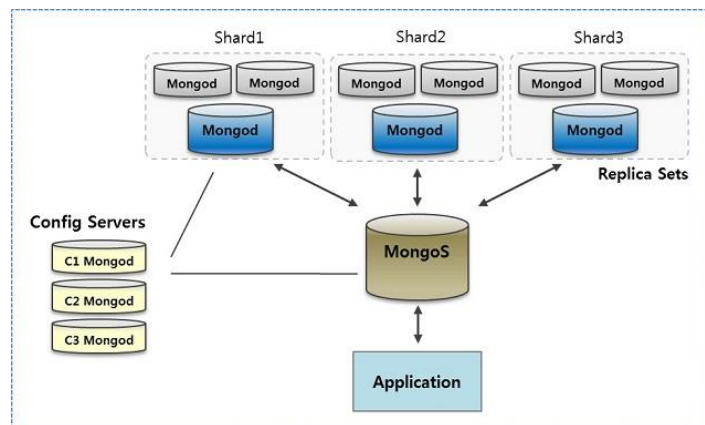 Shard1 Shard2 Shard3
Mongod Mongod Mongod Mongod Mongod Mongod
Mongod Mongod Mongod
Replica Sets
Config Servers
C1 Mongod
C2 Mongod
C3 Mongod
MongoS
Application